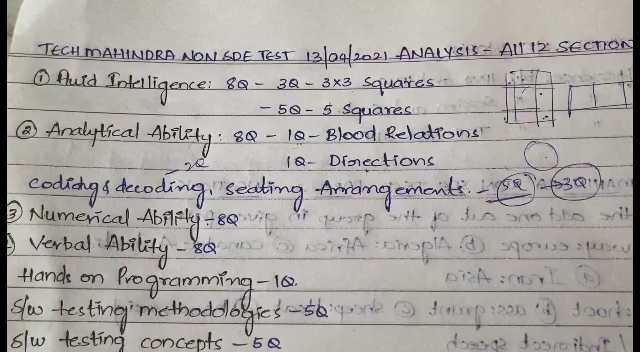 TECH MAHINDRA NON SDE TEST 13/04/2021 ANALYSIS - All 12 SECTION
① Fluid Intelligence: 8Q - 3Q - 3x3 Squares
- 5Q - 5 Squares
② Analytical Ability: 8Q - 1Q - Blood Relations
1Q - Directions
2Q
coding & decoding, Seating Arrangements. - 5Q → 3Q
3 Numerical Ability - 8Q
Verbal Ability - 8Q
Hands on Programming - 1Q.
S/w testing methodologies - 5Q
S/w testing concepts - 5Q